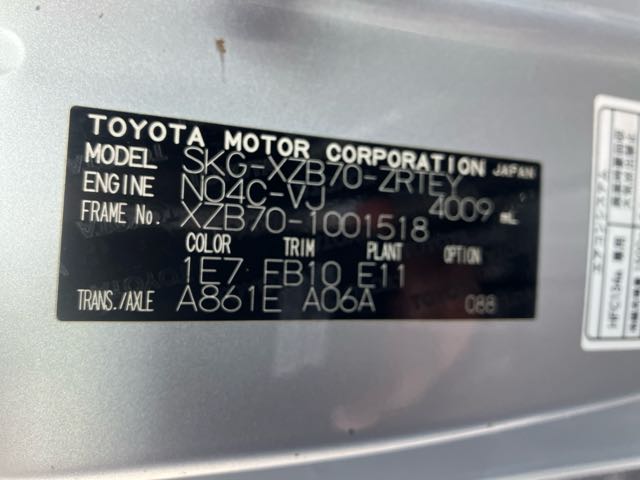 TOYOTA MOTOR CORPORATION JAPAN
MODEL SKG-XZB70-ZRTEY
ENGINE N04C-VJ 4009 mL
FRAME No. XZB70-1001518
COLOR TRIM PLANT
1E7 FB10 E11
TRANS./AXLE A861E A06A 088
HFC134a